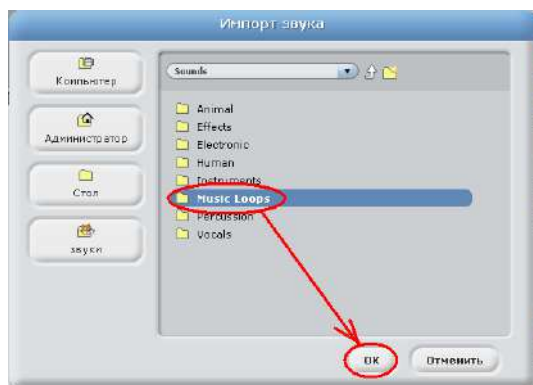 Импорт звука
Компьютер
Администратор
Стол
звуки
Sounds
Animal
Effects
Electronic
Human
Instruments
Music Loops
Percussion
Vocals
OK
Отменить